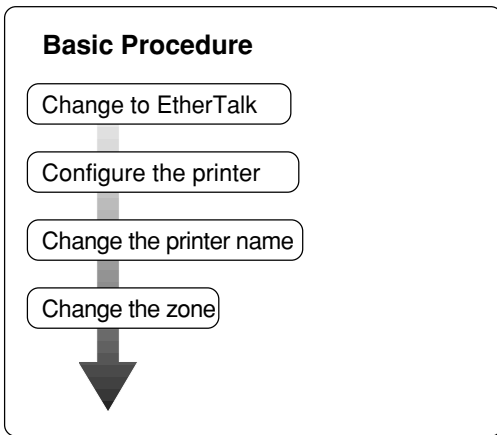 Basic Procedure
Change to EtherTalk
Configure the printer
Change the printer name
Change the zone